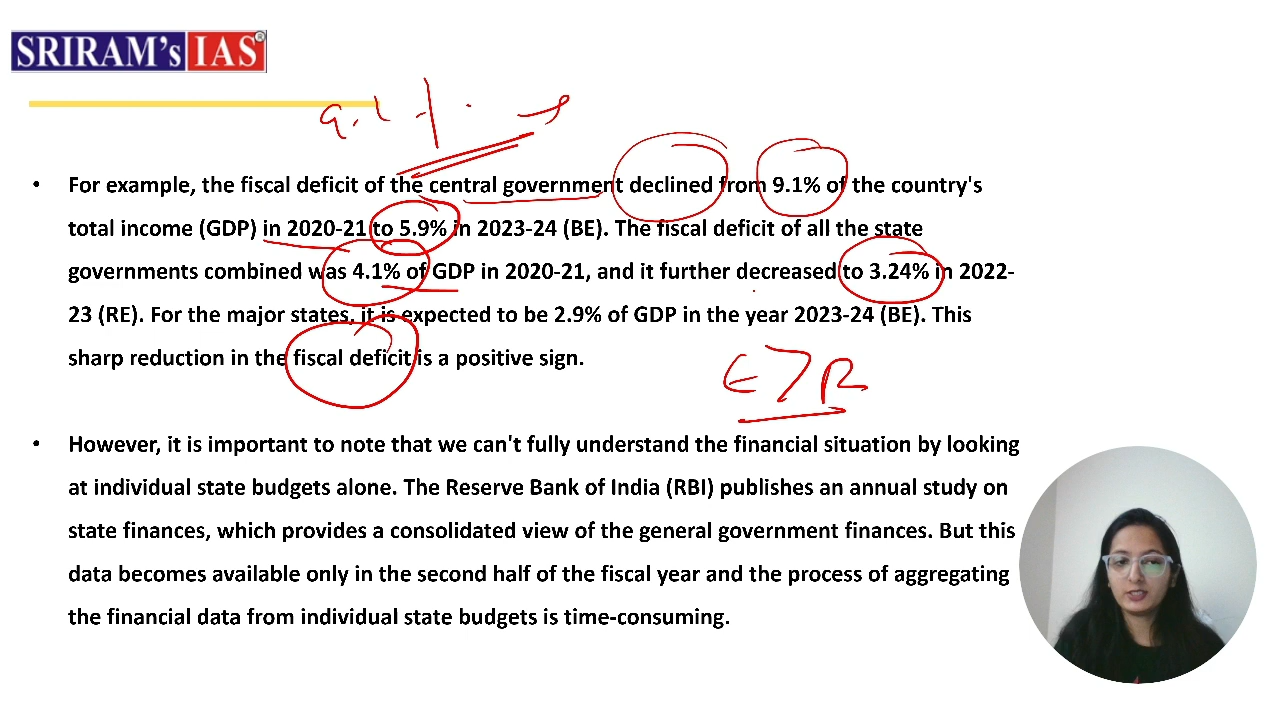 SRIRAM's IAS®
9.1 %
• For example, the fiscal deficit of the central government declined from 9.1% of the country's
total income (GDP) in 2020-21 to 5.9% in 2023-24 (BE). The fiscal deficit of all the state
governments combined was 4.1% of GDP in 2020-21, and it further decreased to 3.24% in 2022-
23 (RE). For the major states, it is expected to be 2.9% of GDP in the year 2023-24 (BE). This
sharp reduction in the fiscal deficit is a positive sign.
E > R
• However, it is important to note that we can't fully understand the financial situation by looking
at individual state budgets alone. The Reserve Bank of India (RBI) publishes an annual study on
state finances, which provides a consolidated view of the general government finances. But this
data becomes available only in the second half of the fiscal year and the process of aggregating
the financial data from individual state budgets is time-consuming.